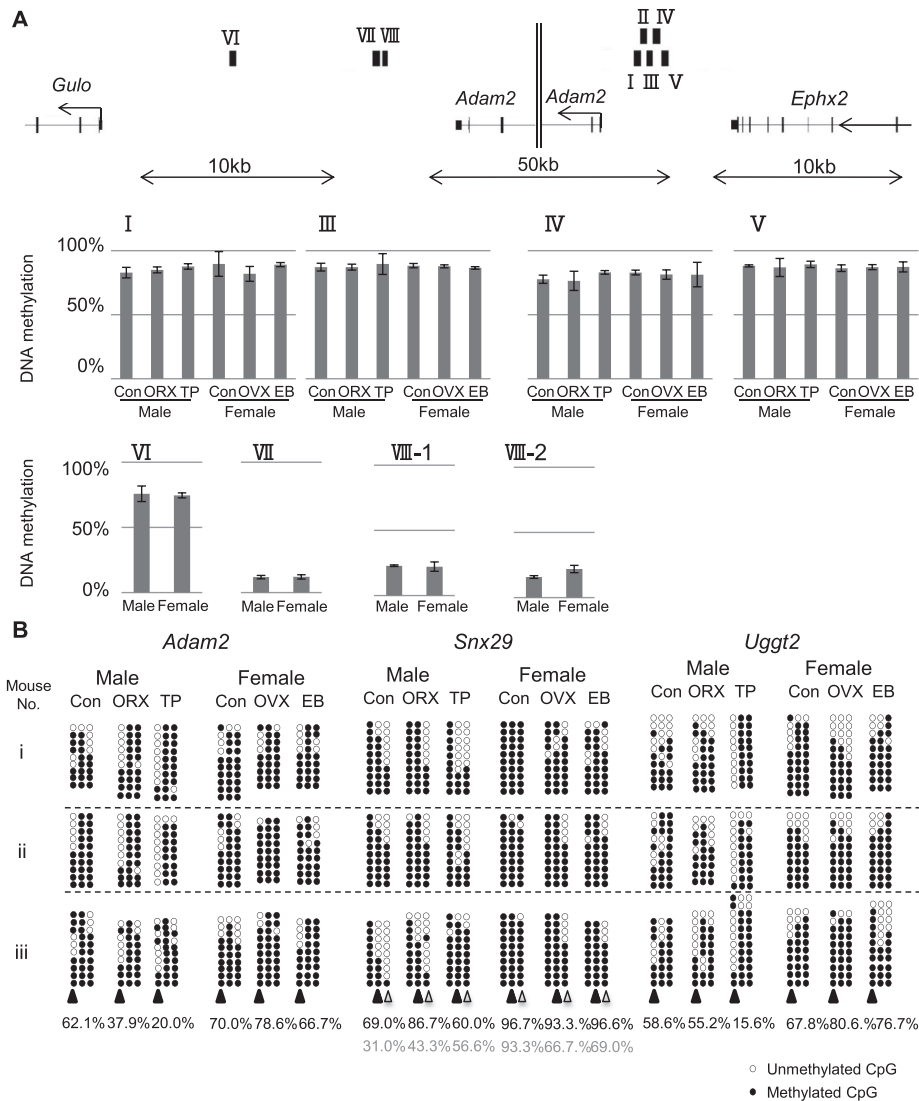 A
VI
VII VIII
II IV
I III V
Gulo
Adam2
Adam2
Ephx2
10kb
50kb
10kb
I
III
IV
V
DNA methylation
100%
50%
0%
Con ORX TP Con OVX EB
Male Female
Con ORX TP Con OVX EB
Male Female
Con ORX TP Con OVX EB
Male Female
Con ORX TP Con OVX EB
Male Female
VI
VII
VIII-1
VIII-2
DNA methylation
100%
50%
0%
Male Female
Male Female
Male Female
Male Female
B
Adam2
Snx29
Uggt2
Mouse No.
Male Female Male Female Male Female
Con ORX TP Con OVX EB Con ORX TP Con OVX EB Con ORX TP Con OVX EB
i
ii
iii
62.1% 37.9% 20.0% 70.0% 78.6% 66.7% 69.0% 86.7% 60.0% 96.7% 93.3.% 96.6% 58.6% 55.2% 15.6% 67.8% 80.6.% 76.7%
31.0% 43.3% 56.6% 93.3% 66.7.% 69.0%
Unmethylated CpG
Methylated CpG